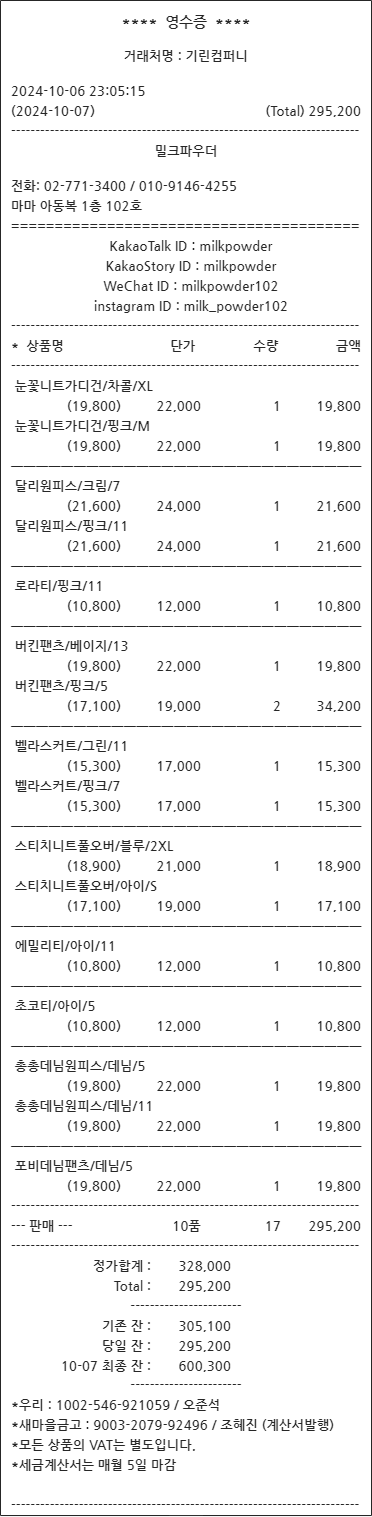 **** 영수증 ****
거래처명 : 기린컴퍼니
2024-10-06 23:05:15
(2024-10-07) (Total) 295,200
밀크파우더
전화: 02-771-3400 / 010-9146-4255
마마 아동복 1층 102호
KakaoTalk ID : milkpowder
KakaoStory ID : milkpowder
WeChat ID : milkpowder102
instagram ID : milk_powder102
* 상품명 단가 수량 금액
눈꽃니트가디건/차콜/XL
(19,800) 22,000 1 19,800
눈꽃니트가디건/핑크/M
(19,800) 22,000 1 19,800
달리원피스/크림/7
(21,600) 24,000 1 21,600
달리원피스/핑크/11
(21,600) 24,000 1 21,600
로라티/핑크/11
(10,800) 12,000 1 10,800
버킨팬츠/베이지/13
(19,800) 22,000 1 19,800
버킨팬츠/핑크/5
(17,100) 19,000 2 34,200
벨라스커트/그린/11
(15,300) 17,000 1 15,300
벨라스커트/핑크/7
(15,300) 17,000 1 15,300
스티치니트풀오버/블루/2XL
(18,900) 21,000 1 18,900
스티치니트풀오버/아이/S
(17,100) 19,000 1 17,100
에밀리티/아이/11
(10,800) 12,000 1 10,800
초코티/아이/5
(10,800) 12,000 1 10,800
총총데님원피스/데님/5
(19,800) 22,000 1 19,800
총총데님원피스/데님/11
(19,800) 22,000 1 19,800
포비데님팬츠/데님/5
(19,800) 22,000 1 19,800
--- 판매 --- 10품 17 295,200
정가합계 : 328,000
Total : 295,200
기존 잔 : 305,100
당일 잔 : 295,200
10-07 최종 잔 : 600,300
*우리 : 1002-546-921059 / 오준석
*새마을금고 : 9003-2079-92496 / 조혜진 (계산서발행)
*모든 상품의 VAT는 별도입니다.
*세금계산서는 매월 5일 마감